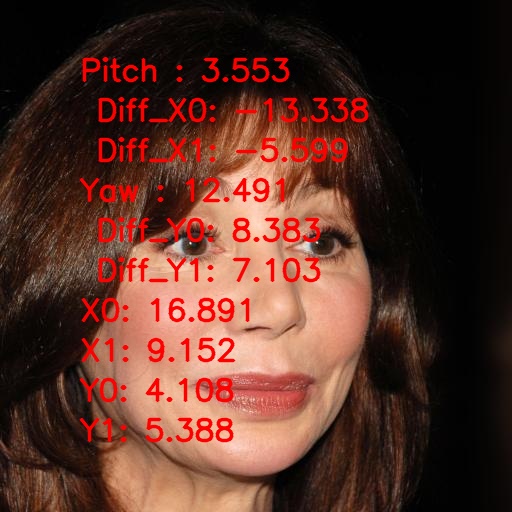 Pitch : 3.553
Diff_X0: -13.338
Diff_X1: -5.599
Yaw : 12.491
Diff_Y0: 8.383
Diff_Y1: 7.103
X0: 16.891
X1: 9.152
Y0: 4.108
Y1: 5.388